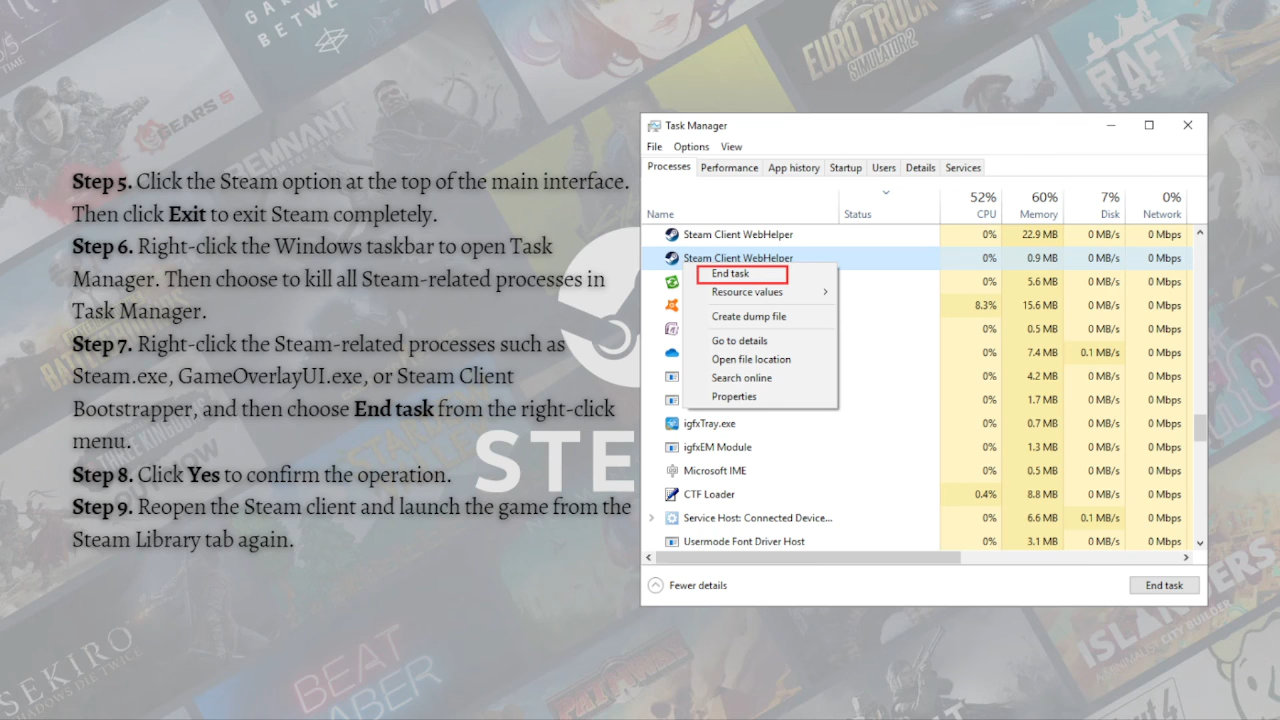 GA
BETWE
TIME
GEARS 5
REMNANT
EURO TRUCK
SIMULATOR 2
RAFT
Step 5. Click the Steam option at the top of the main interface.
Then click Exit to exit Steam completely.
Step 6. Right-click the Windows taskbar to open Task
Manager. Then choose to kill all Steam-related processes in
Task Manager.
Step 7. Right-click the Steam-related processes such as
Steam.exe, GameOverlayUI.exe, or Steam Client
Bootstrapper, and then choose End task from the right-click
menu.
Step 8. Click Yes to confirm the operation.
Step 9. Reopen the Steam client and launch the game from the
Steam Library tab again.
STE
Task Manager
File Options View
Processes Performance App history Startup Users Details Services
52% 60% 7% 0%
Name Status CPU Memory Disk Network
Steam Client WebHelper 0% 22.9 MB 0 MB/s 0 Mbps
Steam Client WebHelper 0% 0.9 MB 0 MB/s 0 Mbps
End task 0% 5.6 MB 0 MB/s 0 Mbps
Resource values 8.3% 15.6 MB 0 MB/s 0 Mbps
Create dump file 0% 0.5 MB 0 MB/s 0 Mbps
Go to details 0% 7.4 MB 0.1 MB/s 0 Mbps
Open file location 0% 4.2 MB 0 MB/s 0 Mbps
Search online 0% 1.7 MB 0 MB/s 0 Mbps
Properties
igfxTray.exe 0% 0.7 MB 0 MB/s 0 Mbps
igfxEM Module 0% 1.3 MB 0 MB/s 0 Mbps
Microsoft IME 0% 0.5 MB 0 MB/s 0 Mbps
CTF Loader 0.4% 8.8 MB 0 MB/s 0 Mbps
Service Host: Connected Device... 0% 6.6 MB 0.1 MB/s 0 Mbps
Usermode Font Driver Host 0% 3.1 MB 0 MB/s 0 Mbps
Fewer details End task
SEKIRO
SHADOWS DIE TWICE
BEAT
SABER
ISLANDERS
A MINIMALIST CITY BUILDER